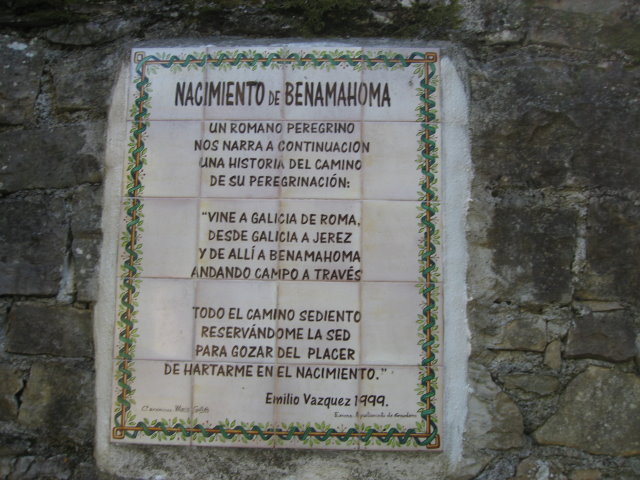 NACIMIENTO DE BENAMAHOMA
UN ROMANO PEREGRINO
NOS NARRA A CONTINUACION
UNA HISTORIA DEL CAMINO
DE SU PEREGRINACIÓN:
"VINE A GALICIA DE ROMA,
DESDE GALICIA A JEREZ
Y DE ALLÍ A BENAMAHOMA
ANDANDO CAMPO A TRAVÉS
TODO EL CAMINO SEDIENTO
RESERVÁNDOME LA SED
PARA GOZAR DEL PLACER
DE HARTARME EN EL NACIMIENTO."
Emilio Vazquez 1999.